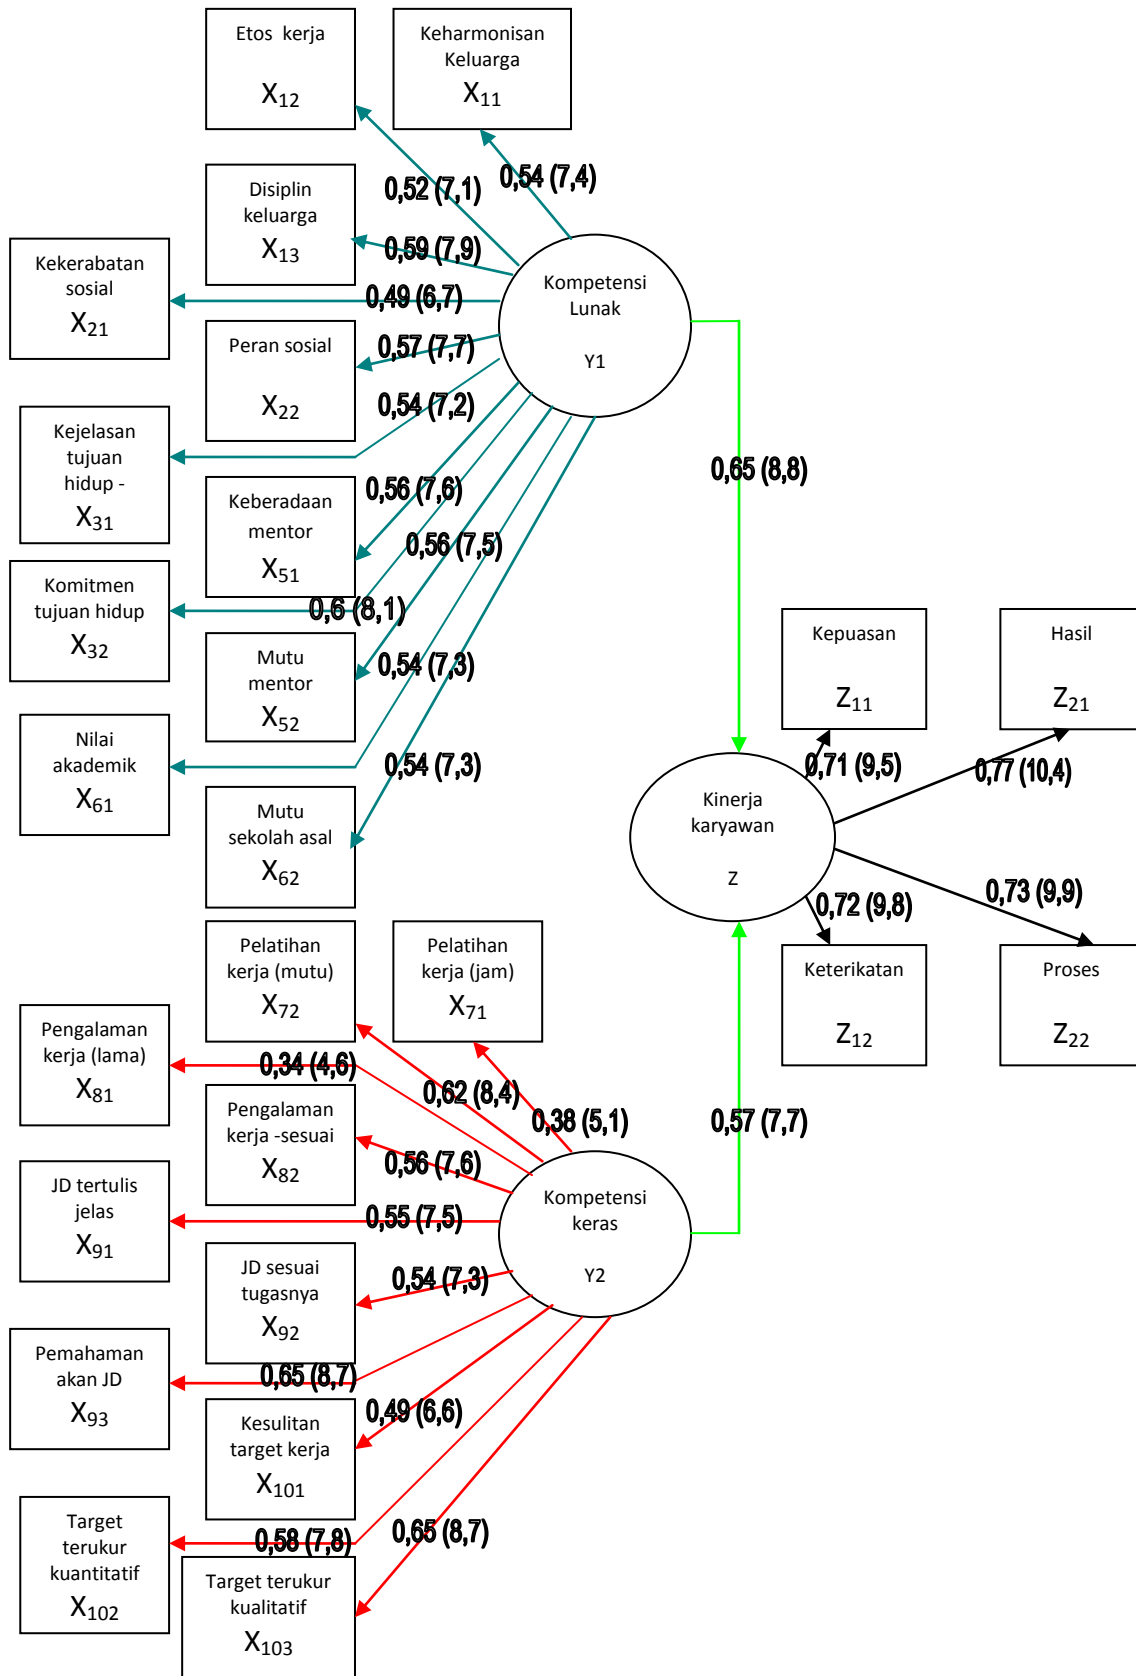 Etos kerja
X12
Keharmonisan
Keluarga
X11
0,52 (7,1)
0,54 (7,4)
Disiplin
keluarga
X13
0,59 (7,9)
Kekerabatan
sosial
X21
0,49 (6,7)
Kompetensi
Lunak
Y1
Peran sosial
X22
0,57 (7,7)
0,54 (7,2)
Kejelasan
tujuan
hidup -
X31
0,65 (8,8)
Keberadaan
mentor
X51
0,56 (7,6)
0,56 (7,5)
Komitmen
tujuan hidup
X32
0,6 (8,1)
Mutu
mentor
X52
0,54 (7,3)
Kepuasan
Z11
Hasil
Z21
Nilai
akademik
X61
0,54 (7,3)
0,71 (9,5)
0,77 (10,4)
Mutu
sekolah asal
X62
Kinerja
karyawan
Z
0,72 (9,8)
0,73 (9,9)
Pelatihan
kerja (mutu)
X72
Pelatihan
kerja (jam)
X71
Keterikatan
Z12
Proses
Z22
Pengalaman
kerja (lama)
X81
0,34 (4,6)
0,62 (8,4)
0,38 (5,1)
0,57 (7,7)
Pengalaman
kerja -sesuai
X82
0,56 (7,6)
JD tertulis
jelas
X91
0,55 (7,5)
Kompetensi
keras
Y2
JD sesuai
tugasnya
X92
0,54 (7,3)
Pemahaman
akan JD
X93
0,65 (8,7)
0,49 (6,6)
Kesulitan
target kerja
X101
Target
terukur
kuantitatif
X102
0,58 (7,8)
0,65 (8,7)
Target terukur
kualitatif
X103